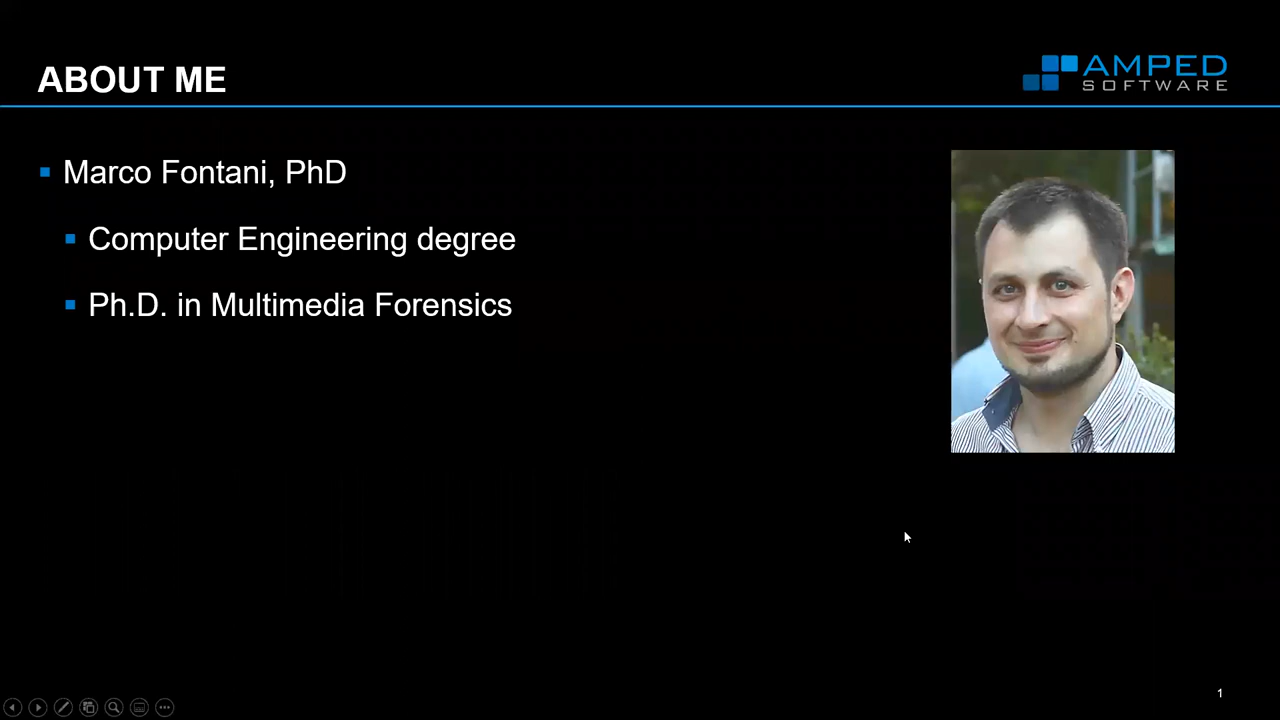 ABOUT ME
AMPED
SOFTWARE
Marco Fontani, PhD
Computer Engineering degree
Ph.D. in Multimedia Forensics
1